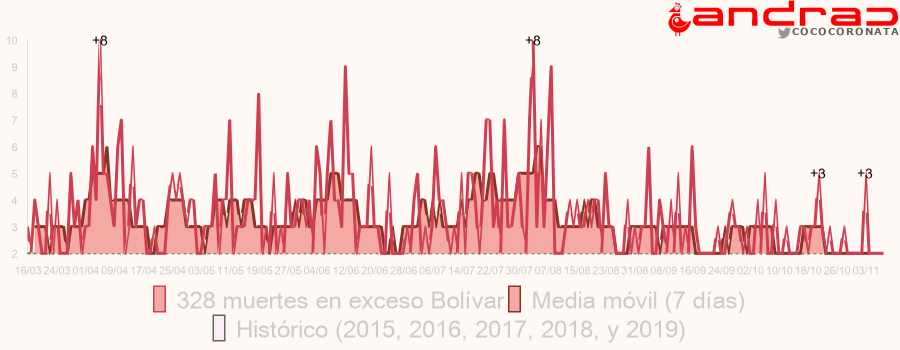 andrab
COCOCORONATA
+8
+8
+3
+3
10
9
8
7
6
5
4
3
2
16/03 24/03 01/04 09/04 17/04 25/04 03/05 11/05 19/05 27/05 04/06 12/06 20/06 28/06 06/07 14/07 22/07 30/07 07/08 15/08 23/08 31/08 08/09 16/09 24/09 02/10 10/10 18/10 26/10 03/11
328 muertes en exceso Bolívar Media móvil (7 días)
Histórico (2015, 2016, 2017, 2018, y 2019)